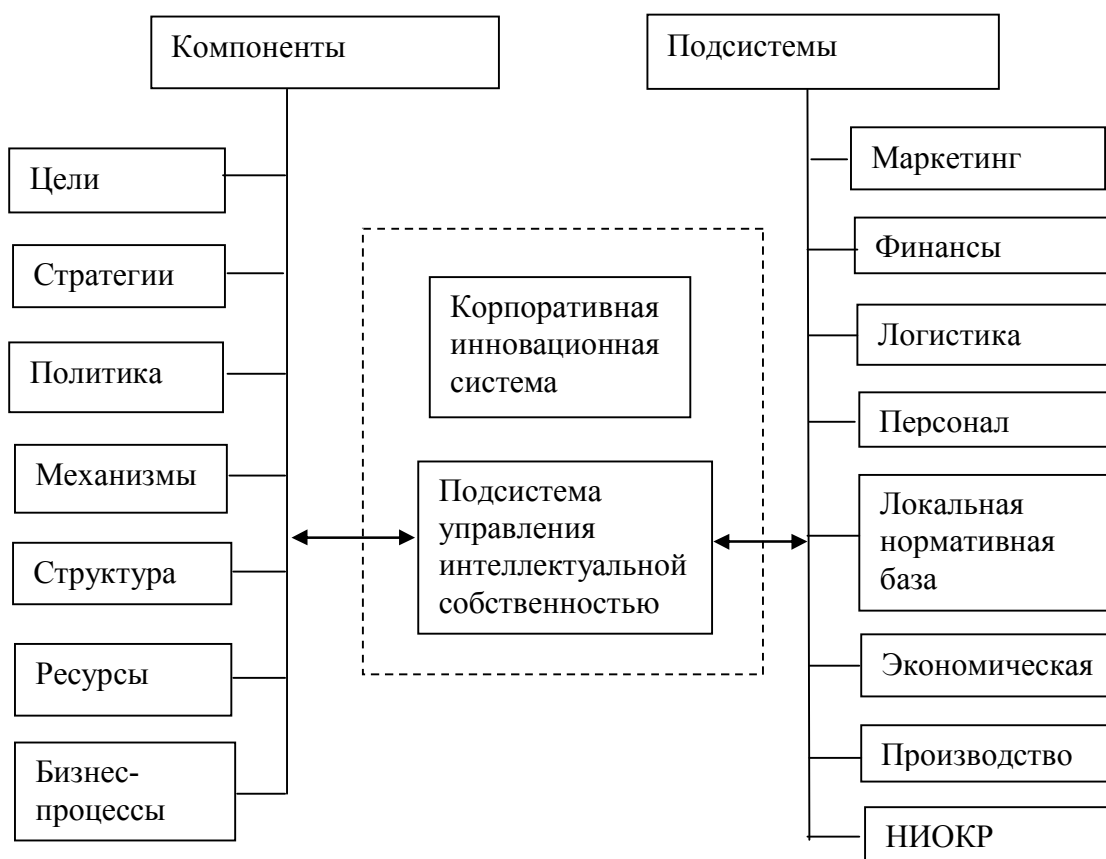 Компоненты
Подсистемы
Цели
Стратегии
Политика
Механизмы
Структура
Ресурсы
Бизнес-
процессы
Корпоративная
инновационная
система
Подсистема
управления
интеллектуальной
собственностью
Маркетинг
Финансы
Логистика
Персонал
Локальная
нормативная
база
Экономическая
Производство
НИОКР